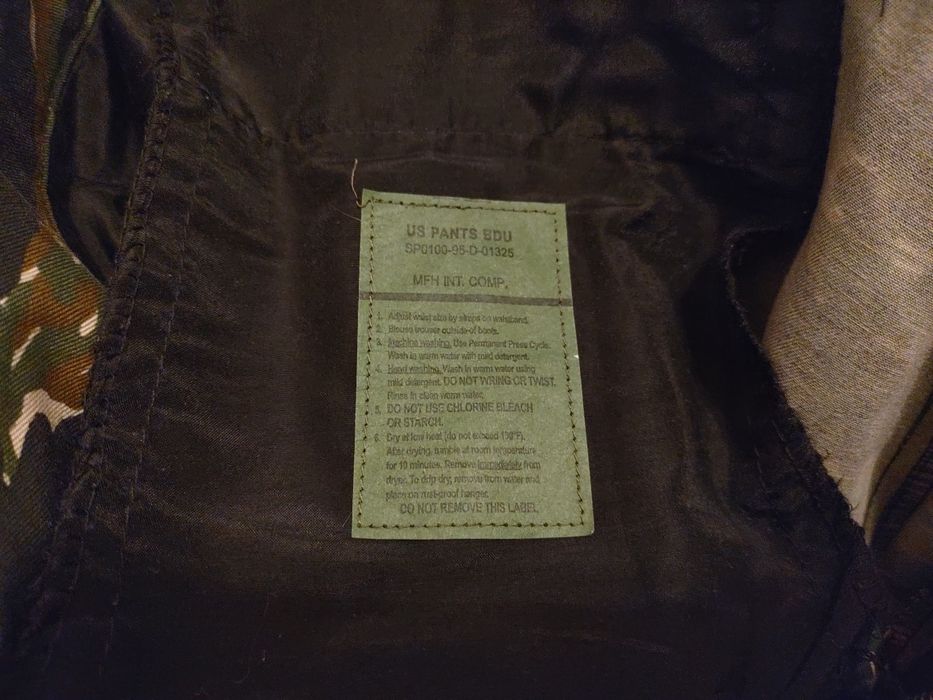 US PANTS BDU
SP0100-95-D-01325
MFH INT. COMP.
1. Adjust waist size by straps on waistband.
2. Blouse trouser outside of boots.
3. Machine washing. Use Permanent Press Cycle.
Wash in warm water with mild detergent.
4. Hand washing. Wash in warm water using
mild detergent. DO NOT WRING OR TWIST.
Rinse in clean warm water.
5. DO NOT USE CHLORINE BLEACH
OR STARCH.
6. Dry at low heat (do not exceed 130°F).
After drying, tumble at room temperature
for 10 minutes. Remove immediately from
dryer. To drip dry, remove from water and
place on rust-proof hanger.
DO NOT REMOVE THIS LABEL.